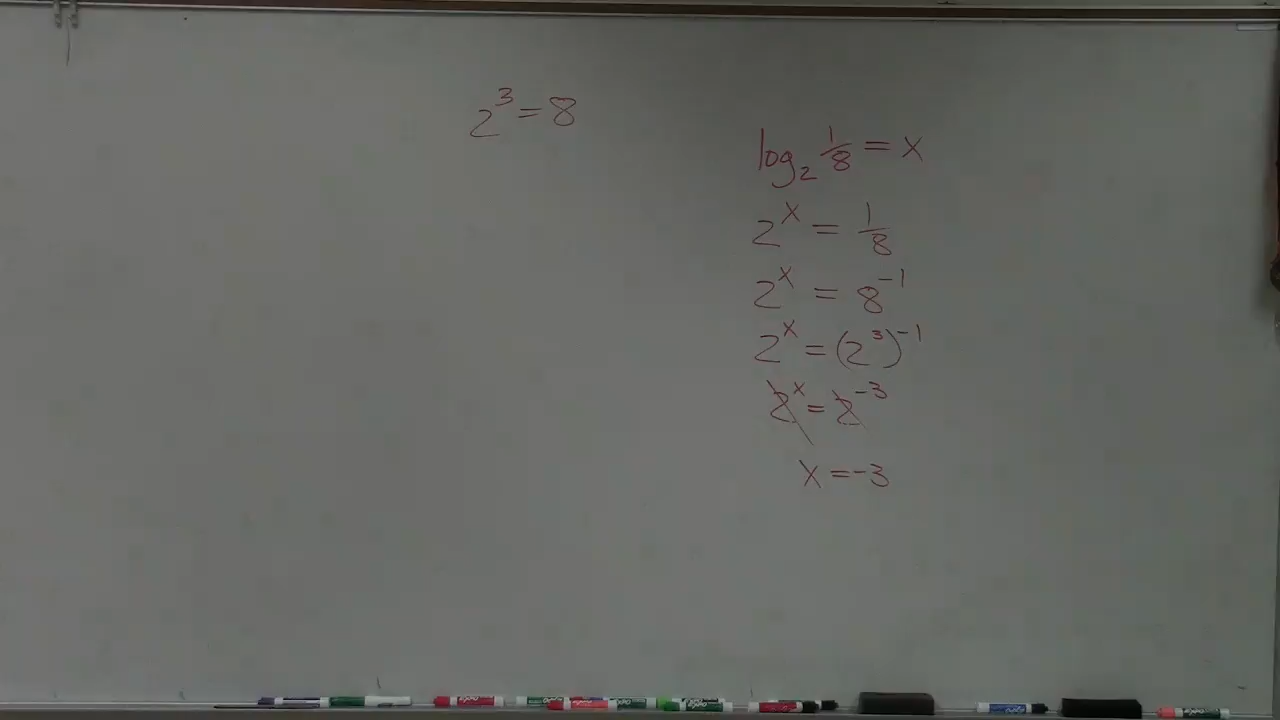 2^3 = 8
log_2 1/8 = x
2^x = 1/8
2^x = 8^-1
2^x = (2^3)^-1
2^x = 2^-3
x = -3